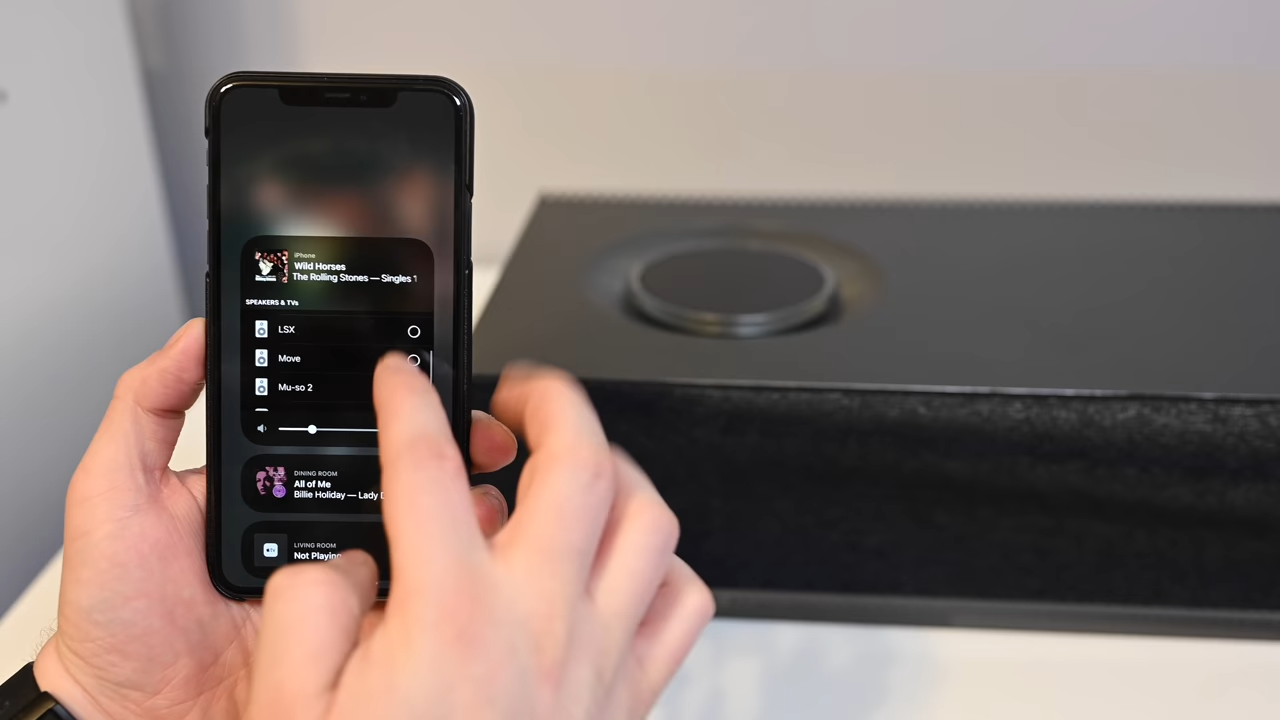 iPhone
Wild Horses
The Rolling Stones — Singles 1
SPEAKERS & TVs
LSX
Move
Mu-so 2
DINING ROOM
All of Me
Billie Holiday — Lady D
LIVING ROOM
Not Playing
tv